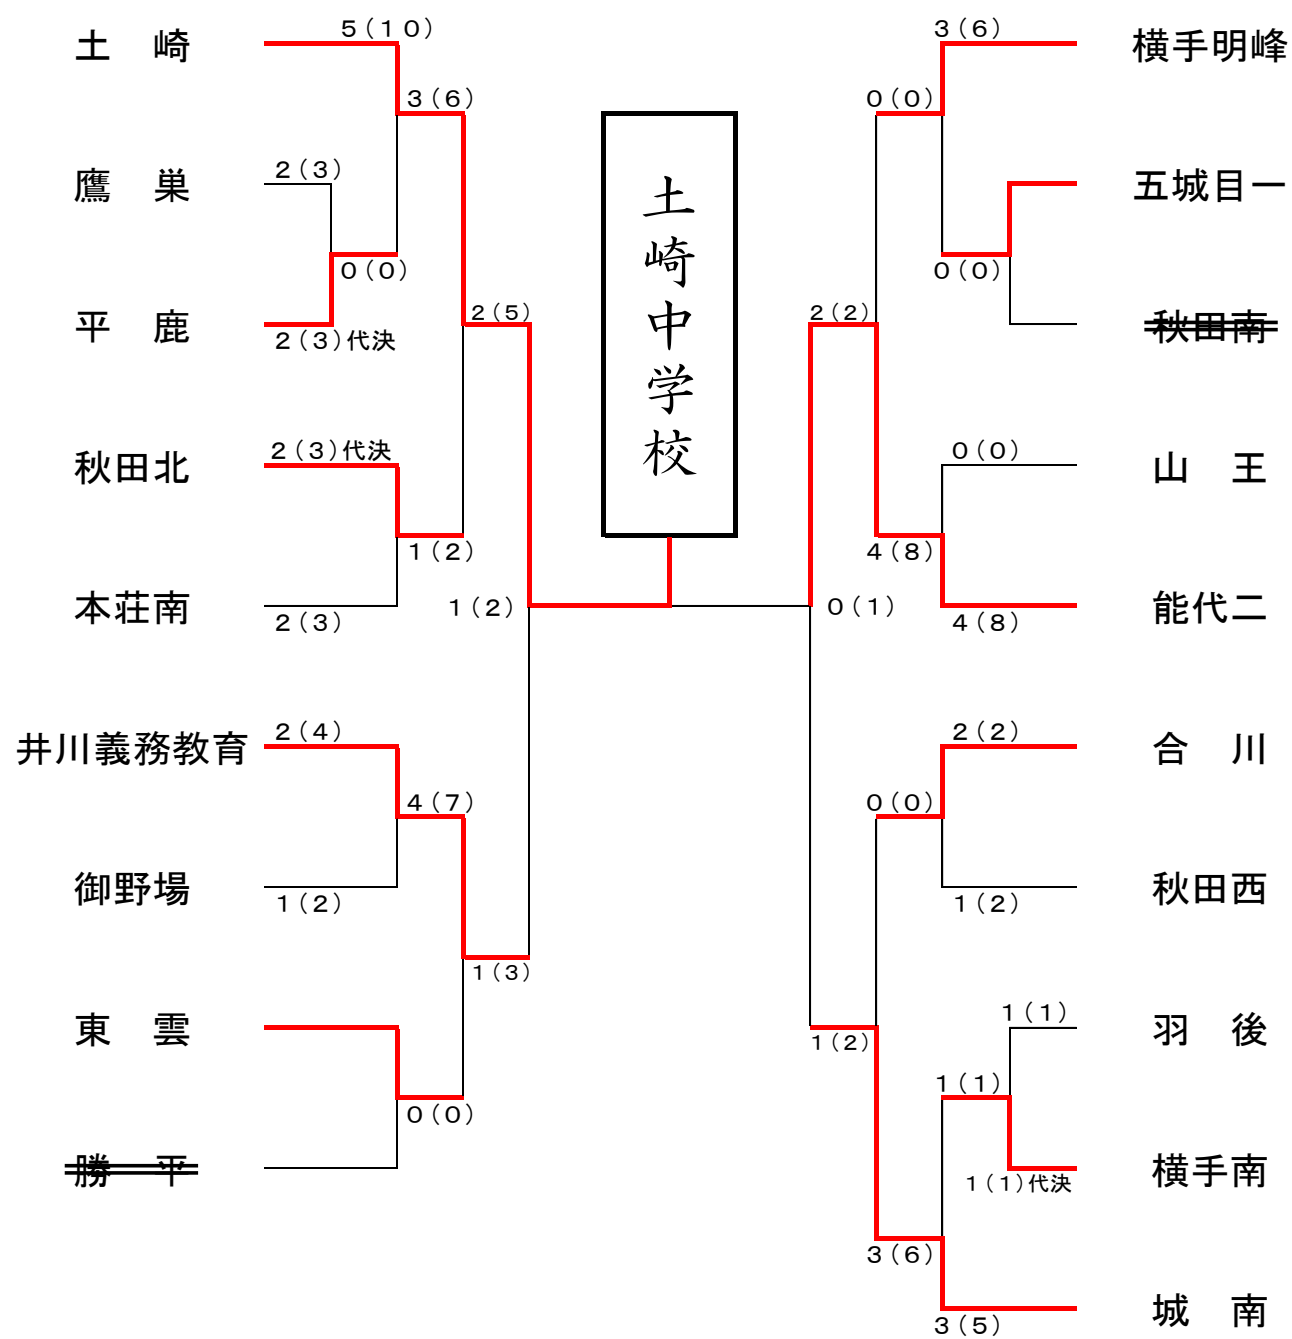 土　崎
5（10）
3（6）
鷹　巣
2（3）
0（0）
平　鹿
2（3）代決
2（5）
秋田北
2（3）代決
1（2）
本荘南
2（3）
1（2）
井川義務教育
2（4）
4（7）
御野場
1（2）
1（3）
東　雲
0（0）
勝　平
土崎中学校
3（6）
横手明峰
0（0）
五城目一
0（0）
秋田南
2（2）
0（0）
山　王
4（8）
能代二
4（8）
0（1）
2（2）
合　川
0（0）
秋田西
1（2）
1（1）
羽　後
1（2）
1（1）
横手南
1（1）代決
3（6）
城　南
3（5）